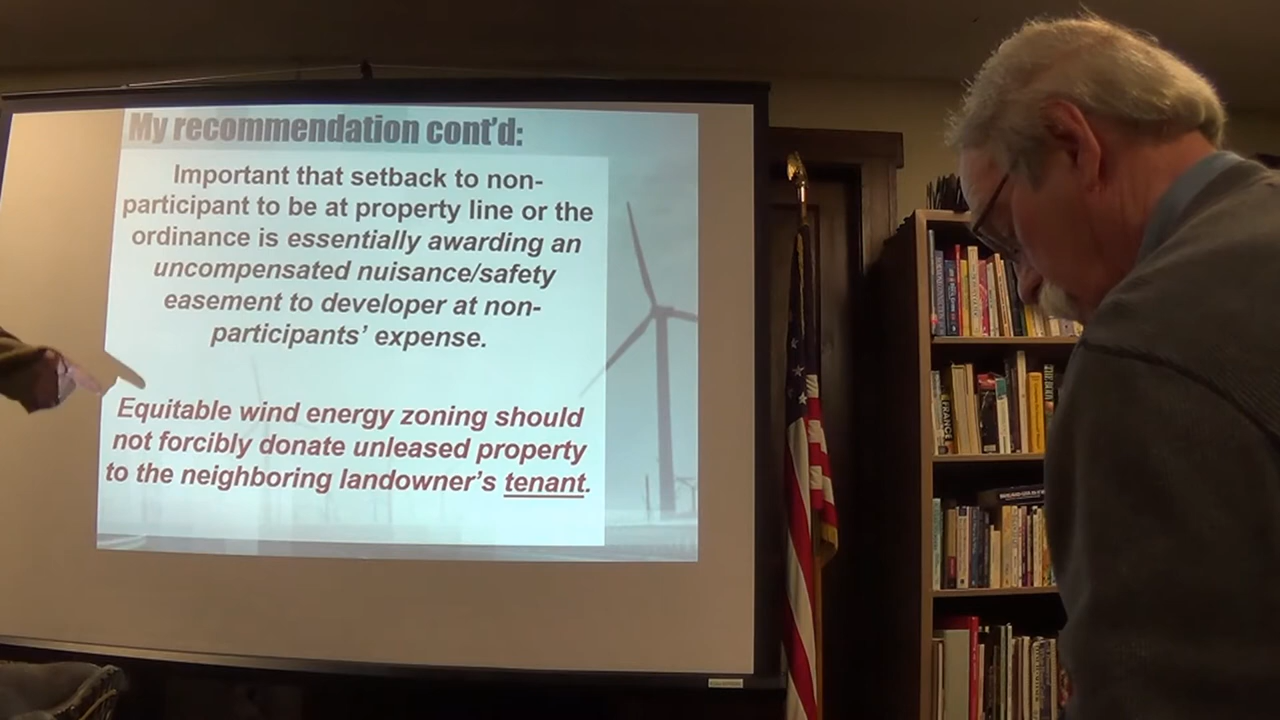 My recommendation cont'd:
Important that setback to non-
participant to be at property line or the
ordinance is essentially awarding an
uncompensated nuisance/safety
easement to developer at non-
participants' expense.
Equitable wind energy zoning should
not forcibly donate unleased property
to the neighboring landowner's tenant.
FRANCE